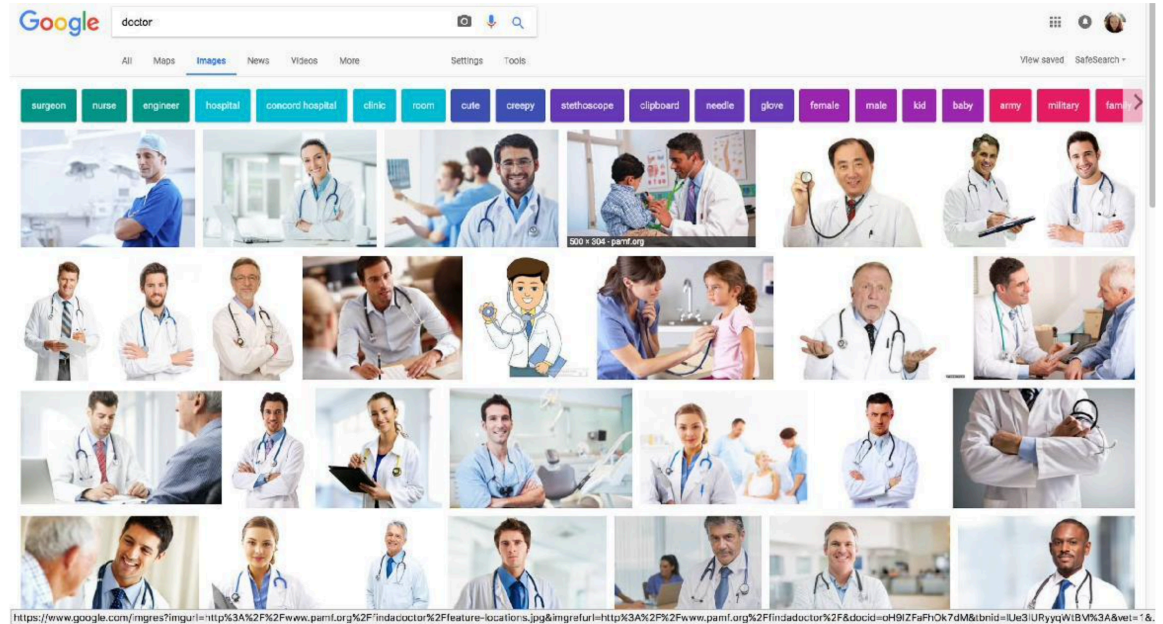 Google doctor
All Maps Images News Videos More Settings Tools View saved SafeSearch
surgeon nurse engineer hospital concord hospital clinic room cute creepy stethoscope clipboard needle glove female male kid baby army military family
500 × 304 - pamf.org
https://www.google.com/imgres?imgurl=http%3A%2F%2Fwww.pamf.org%2Ffindadoctor%2Ffeature-locations.jpg&imgrefurl=http%3A%2F%2Fwww.pamf.org%2Ffindadoctor%2F&docid=oH9IZFaFhOk7dM&tbnid=IUe3IURyyqWtBM%3A&vet=1&.